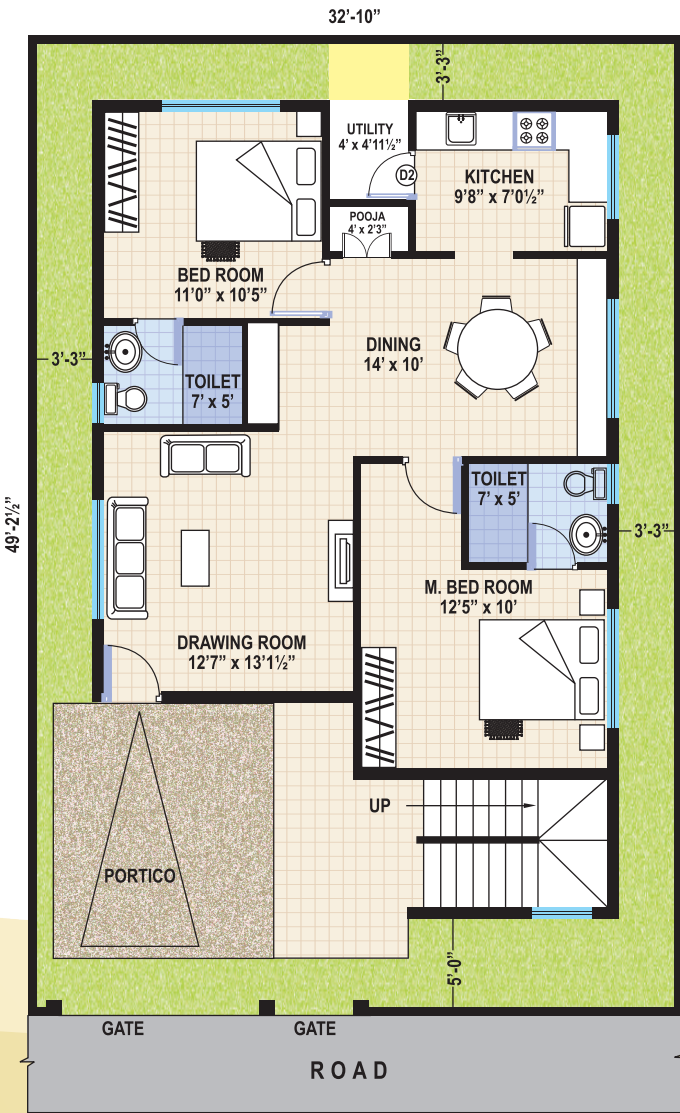 32’-10”
3’-3”
UTILITY
4’ x 4’11½”
D2
KITCHEN
9’8” x 7’0½”
POOJA
4’ x 2’3”
BED ROOM
11’0” x 10’5”
DINING
14’ x 10’
3’-3”
TOILET
7’ x 5’
TOILET
7’ x 5’
49’-2½”
3’-3”
M. BED ROOM
12’5” x 10’
DRAWING ROOM
12’7” x 13’1½”
UP
PORTICO
5’-0”
GATE
GATE
ROAD